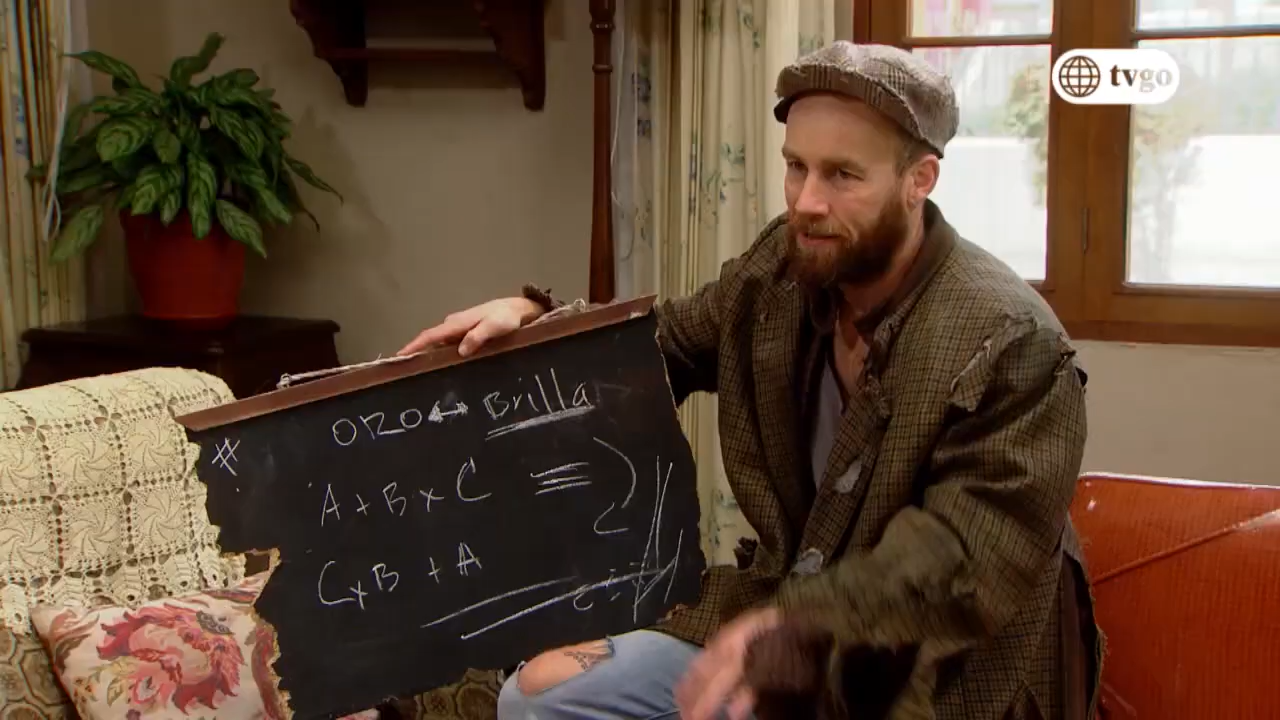 tvgo
ORO ↔ Brilla
#
A + B x C =
C x B + A